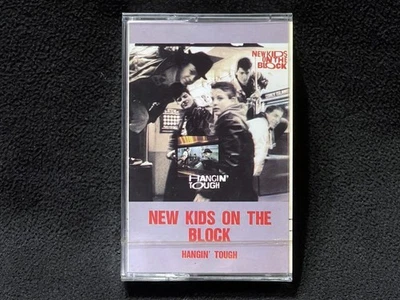 NEW KIDS
ON THE
BLOCK
HANGIN'
TOUGH
NEW KIDS ON THE
BLOCK
HANGIN' TOUGH